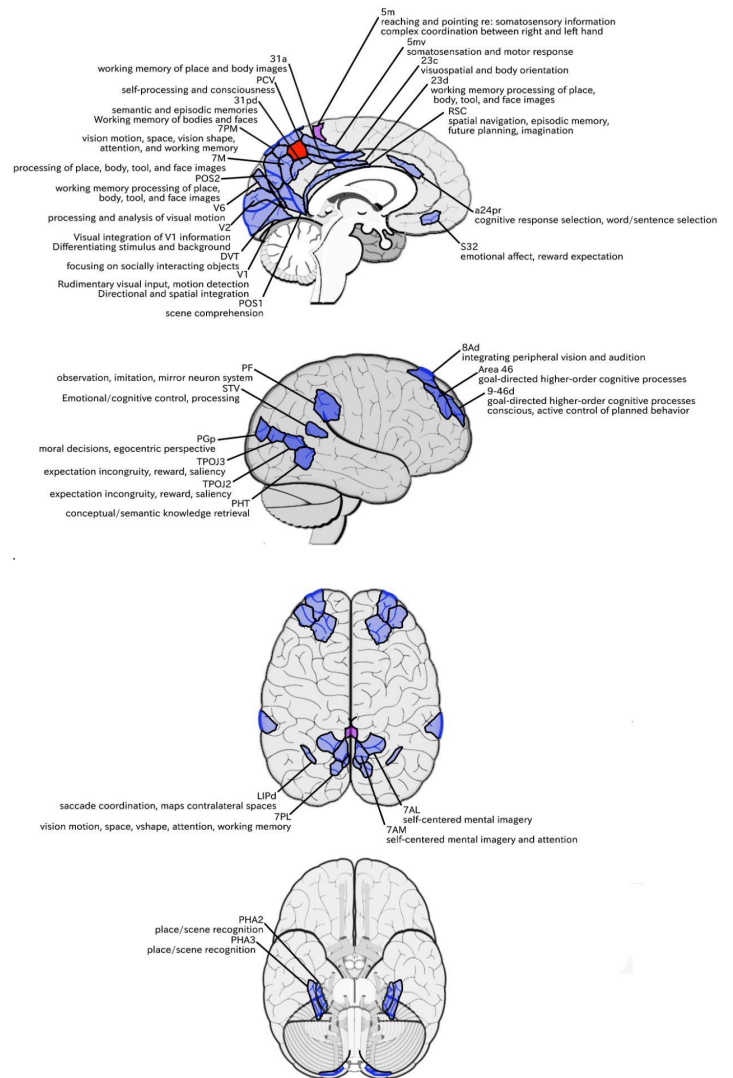 5m
reaching and pointing re: somatosensory information
complex coordination between right and left hand
5mv
somatosensation and motor response
23c
visuospatial and body orientation
23d
working memory processing of place,
body, tool, and face images
RSC
spatial navigation, episodic memory,
future planning, imagination
31a
working memory of place and body images
PCV
self-processing and consciousness
31pd
semantic and episodic memories
Working memory of bodies and faces
7PM
vision motion, space, vision shape,
attention, and working memory
7M
processing of place, body, tool, and face images
POS2
working memory processing of place,
body, tool, and face images
V6
processing and analysis of visual motion
V2
Visual integration of V1 information
Differentiating stimulus and background
DVT
focusing on socially interacting objects
V1
Rudimentary visual input, motion detection
Directional and spatial integration
POS1
scene comprehension
a24pr
cognitive response selection, word/sentence selection
S32
emotional affect, reward expectation
PF
observation, imitation, mirror neuron system
STV
Emotional/cognitive control, processing
PGp
moral decisions, egocentric perspective
TPOJ3
expectation incongruity, reward, saliency
TPOJ2
expectation incongruity, reward, saliency
PHT
conceptual/semantic knowledge retrieval
8Ad
integrating peripheral vision and audition
Area 46
goal-directed higher-order cognitive processes
9-46d
goal-directed higher-order cognitive processes
conscious, active control of planned behavior
LIPd
saccade coordination, maps contralateral spaces
7PL
vision motion, space, vshape, attention, working memory
7AL
self-centered mental imagery
7AM
self-centered mental imagery and attention
PHA2
place/scene recognition
PHA3
place/scene recognition